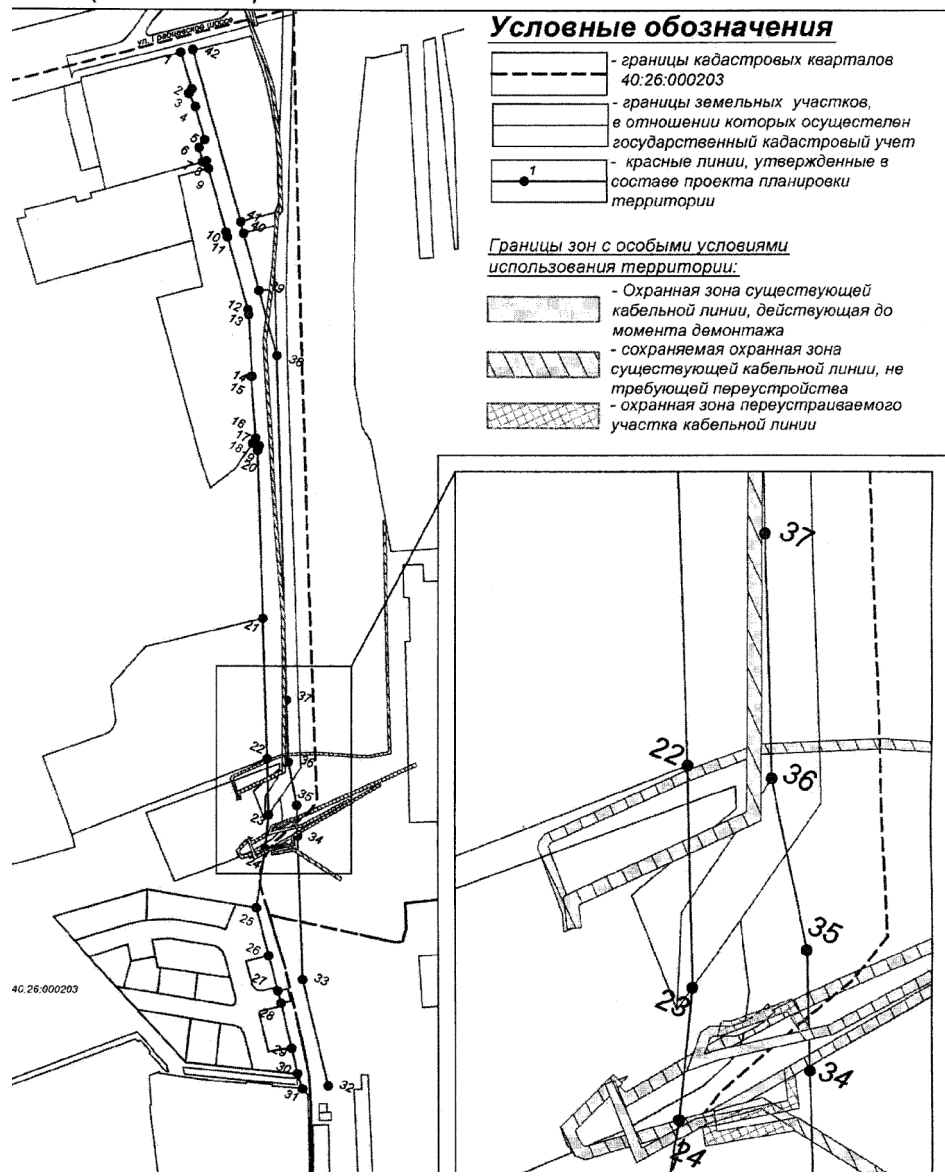 Условные обозначения
- границы кадастровых кварталов
40:26:000203
- границы земельных участков,
в отношении которых осуществлен
государственный кадастровый учет
1
- красные линии, утвержденные в
составе проекта планировки
территории
Границы зон с особыми условиями
использования территории:
- Охранная зона существующей
кабельной линии, действующая до
момента демонтажа
- сохраняемая охранная зона
существующей кабельной линии, не
требующей переустройства
- охранная зона переустраиваемого
участка кабельной линии
ул. Грабцевское шоссе
1
42
2
3
4
5
6
7
8
9
41
40
10
11
39
12
13
38
14
15
16
17
18
19
20
21
37
22
36
35
23
34
24
25
26
27
28
33
29
30
31
32
40:26:000203
37
22
36
35
23
34
24